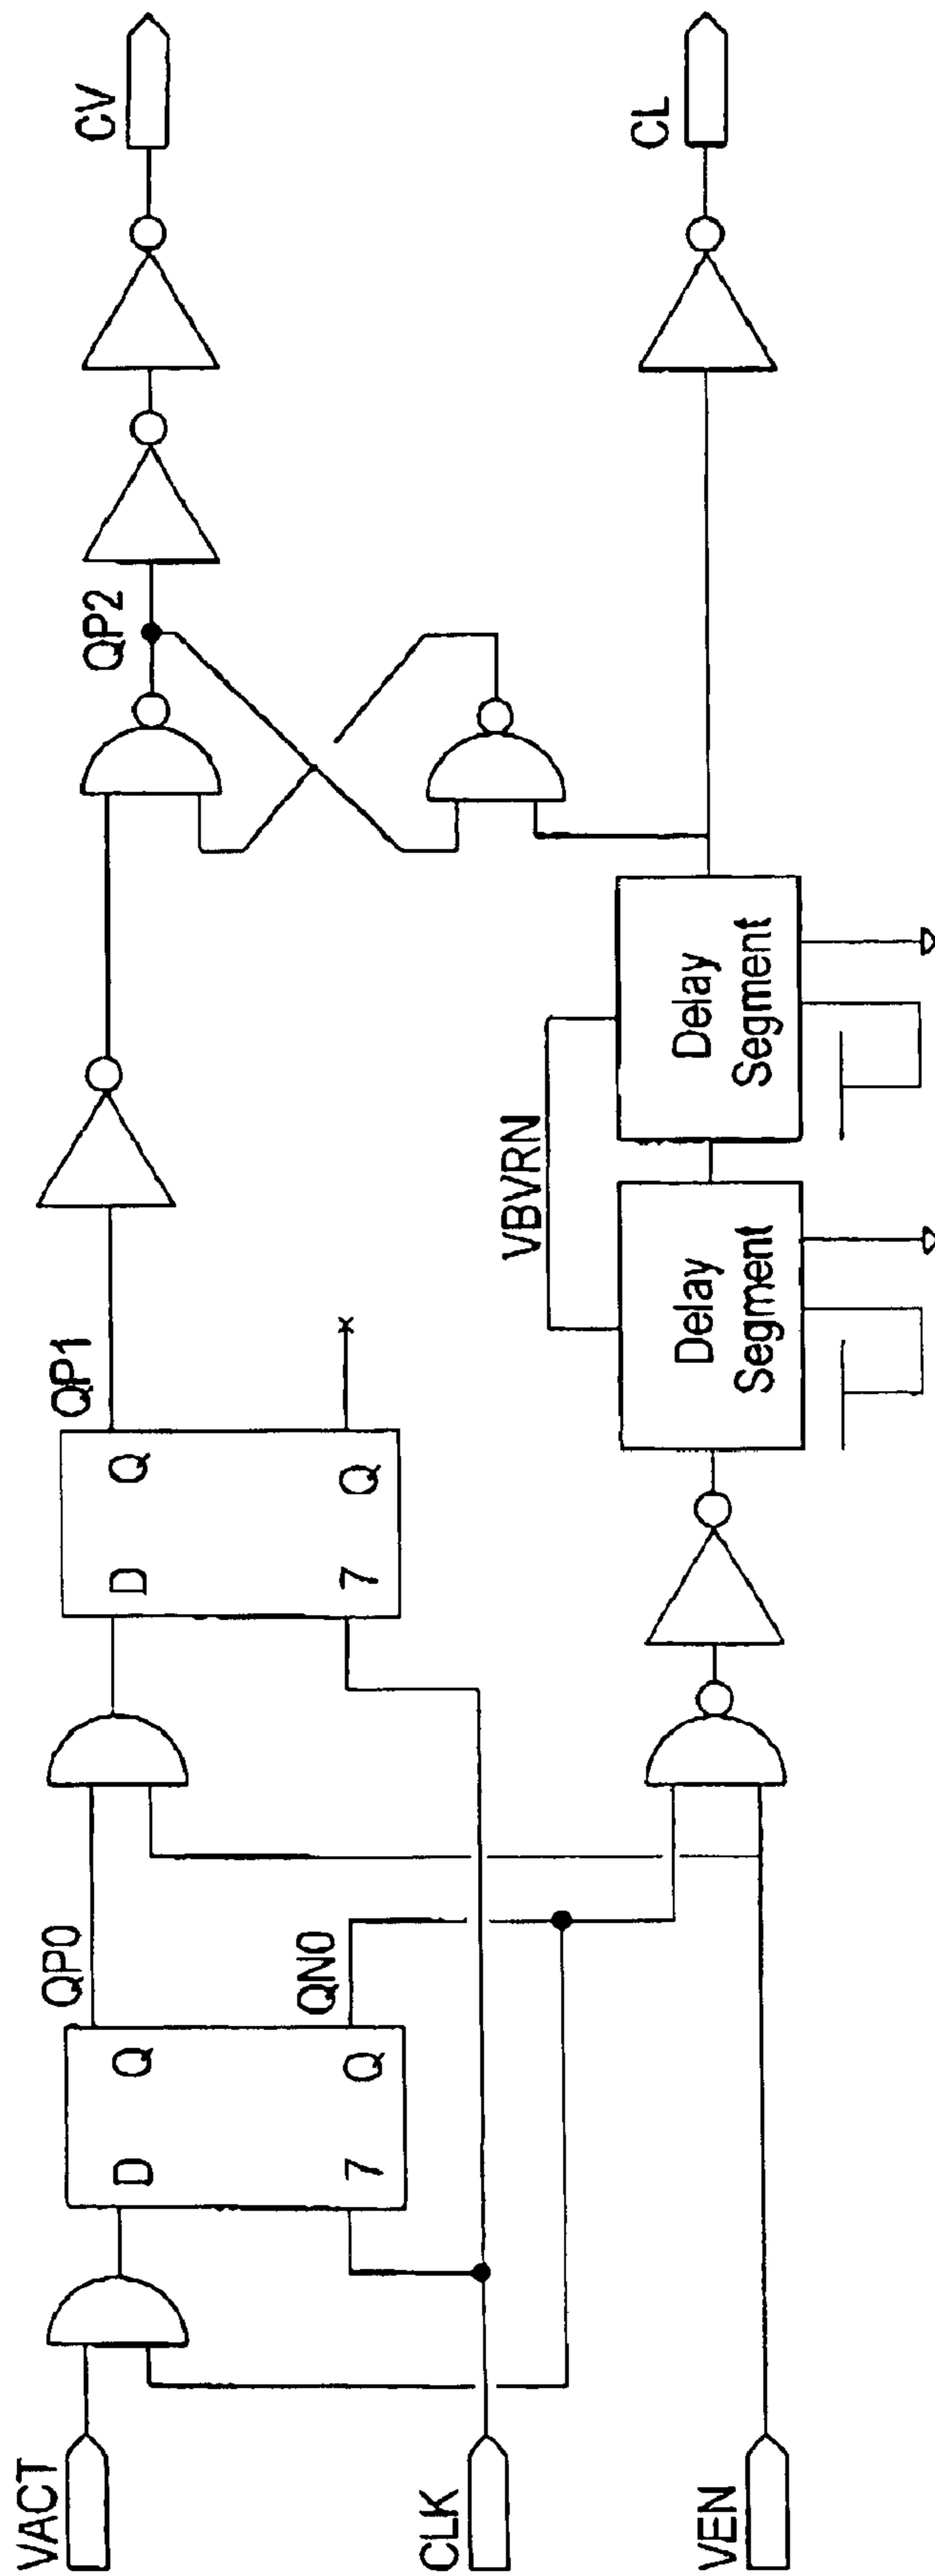 VACT
CLK
VEN
D
Q
7
Q
QP0
QN0
D
Q
7
Q
QP1
QP2
CV
VBVRN
Delay
Segment
Delay
Segment
CL